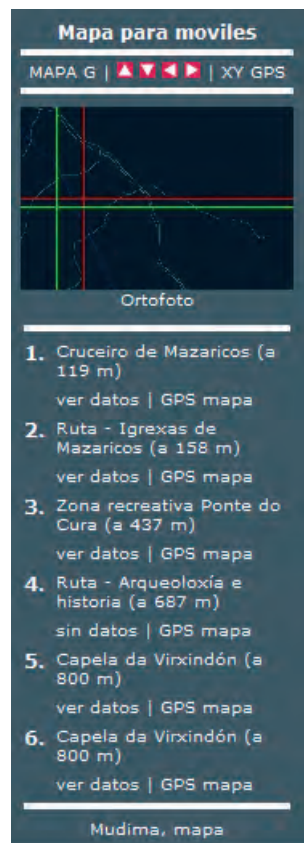 Mapa para moviles
MAPA G | ▲ ▼ ◀ ▶ | XY GPS
Ortofoto
1. Cruceiro de Mazaricos (a
119 m)
ver datos | GPS mapa
2. Ruta - Igrexas de
Mazaricos (a 158 m)
ver datos | GPS mapa
3. Zona recreativa Ponte do
Cura (a 437 m)
ver datos | GPS mapa
4. Ruta - Arqueoloxía e
historia (a 687 m)
sin datos | GPS mapa
5. Capela da Virxindón (a
800 m)
ver datos | GPS mapa
6. Capela da Virxindón (a
800 m)
ver datos | GPS mapa
Mudima, mapa